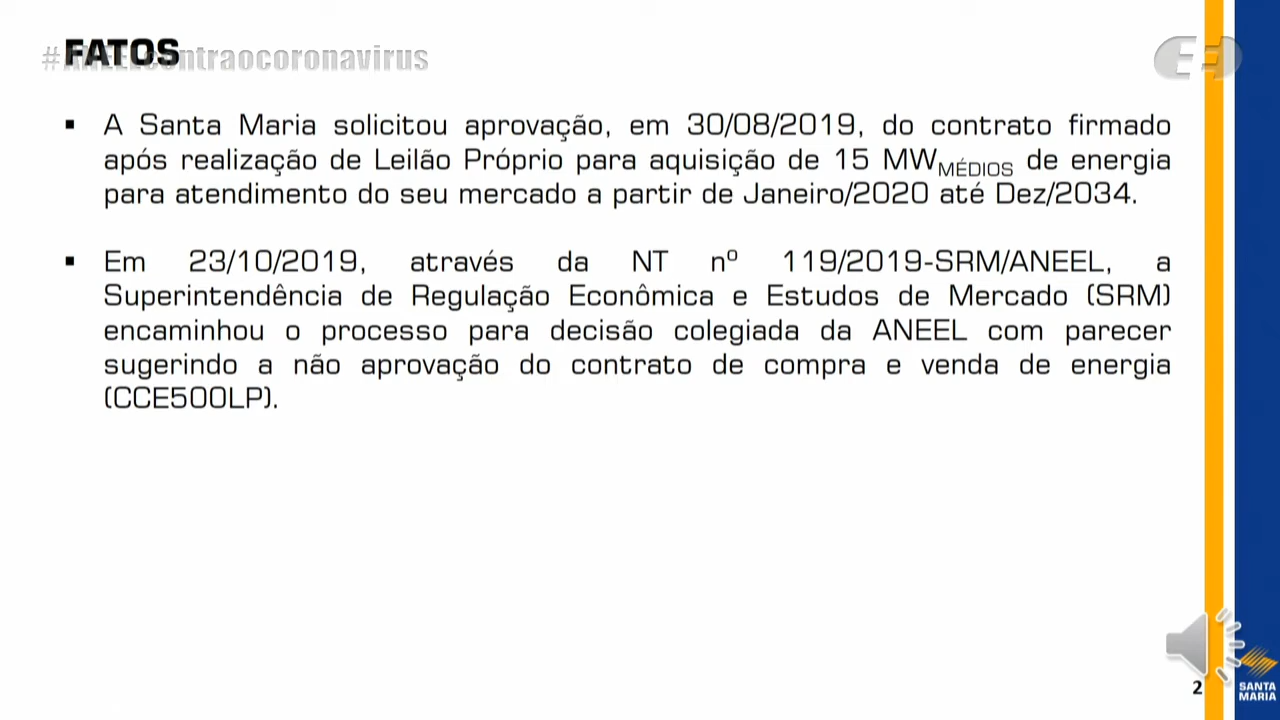 FATOS
#ANEELcontraocoronavirus
▪ A Santa Maria solicitou aprovação, em 30/08/2019, do contrato firmado
após realização de Leilão Próprio para aquisição de 15 MWMÉDIOS de energia
para atendimento do seu mercado a partir de Janeiro/2020 até Dez/2034.
▪ Em 23/10/2019, através da NT nº 119/2019-SRM/ANEEL, a
Superintendência de Regulação Econômica e Estudos de Mercado (SRM)
encaminhou o processo para decisão colegiada da ANEEL com parecer
sugerindo a não aprovação do contrato de compra e venda de energia
(CCE500LP).
2
SANTA
MARIA